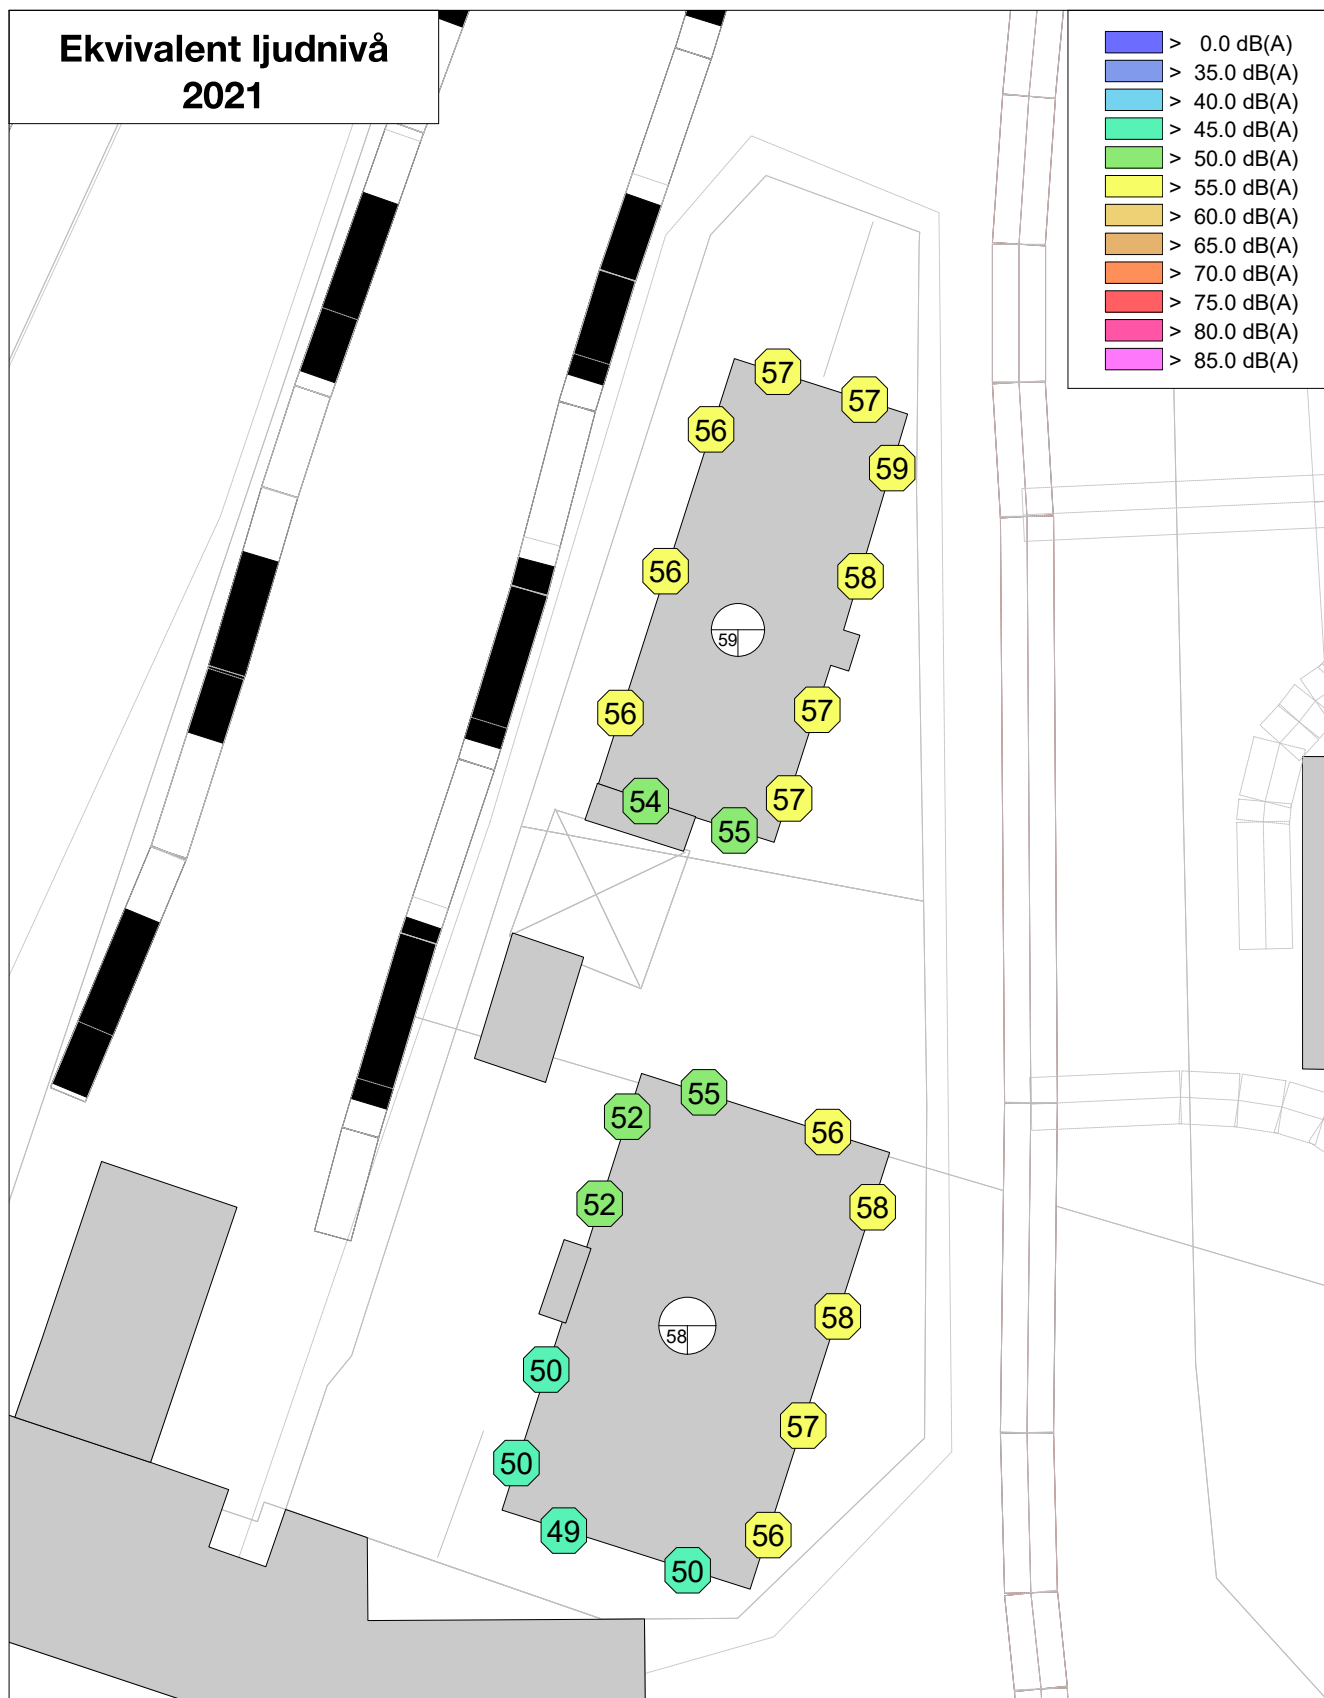 Ekvivalent ljudnivå
2021
> 0.0 dB(A)
> 35.0 dB(A)
> 40.0 dB(A)
> 45.0 dB(A)
> 50.0 dB(A)
> 55.0 dB(A)
> 60.0 dB(A)
> 65.0 dB(A)
> 70.0 dB(A)
> 75.0 dB(A)
> 80.0 dB(A)
> 85.0 dB(A)
57
57
56
59
56
58
59
56
57
54
57
55
55
52
56
52
58
58
58
50
57
50
49
56
50